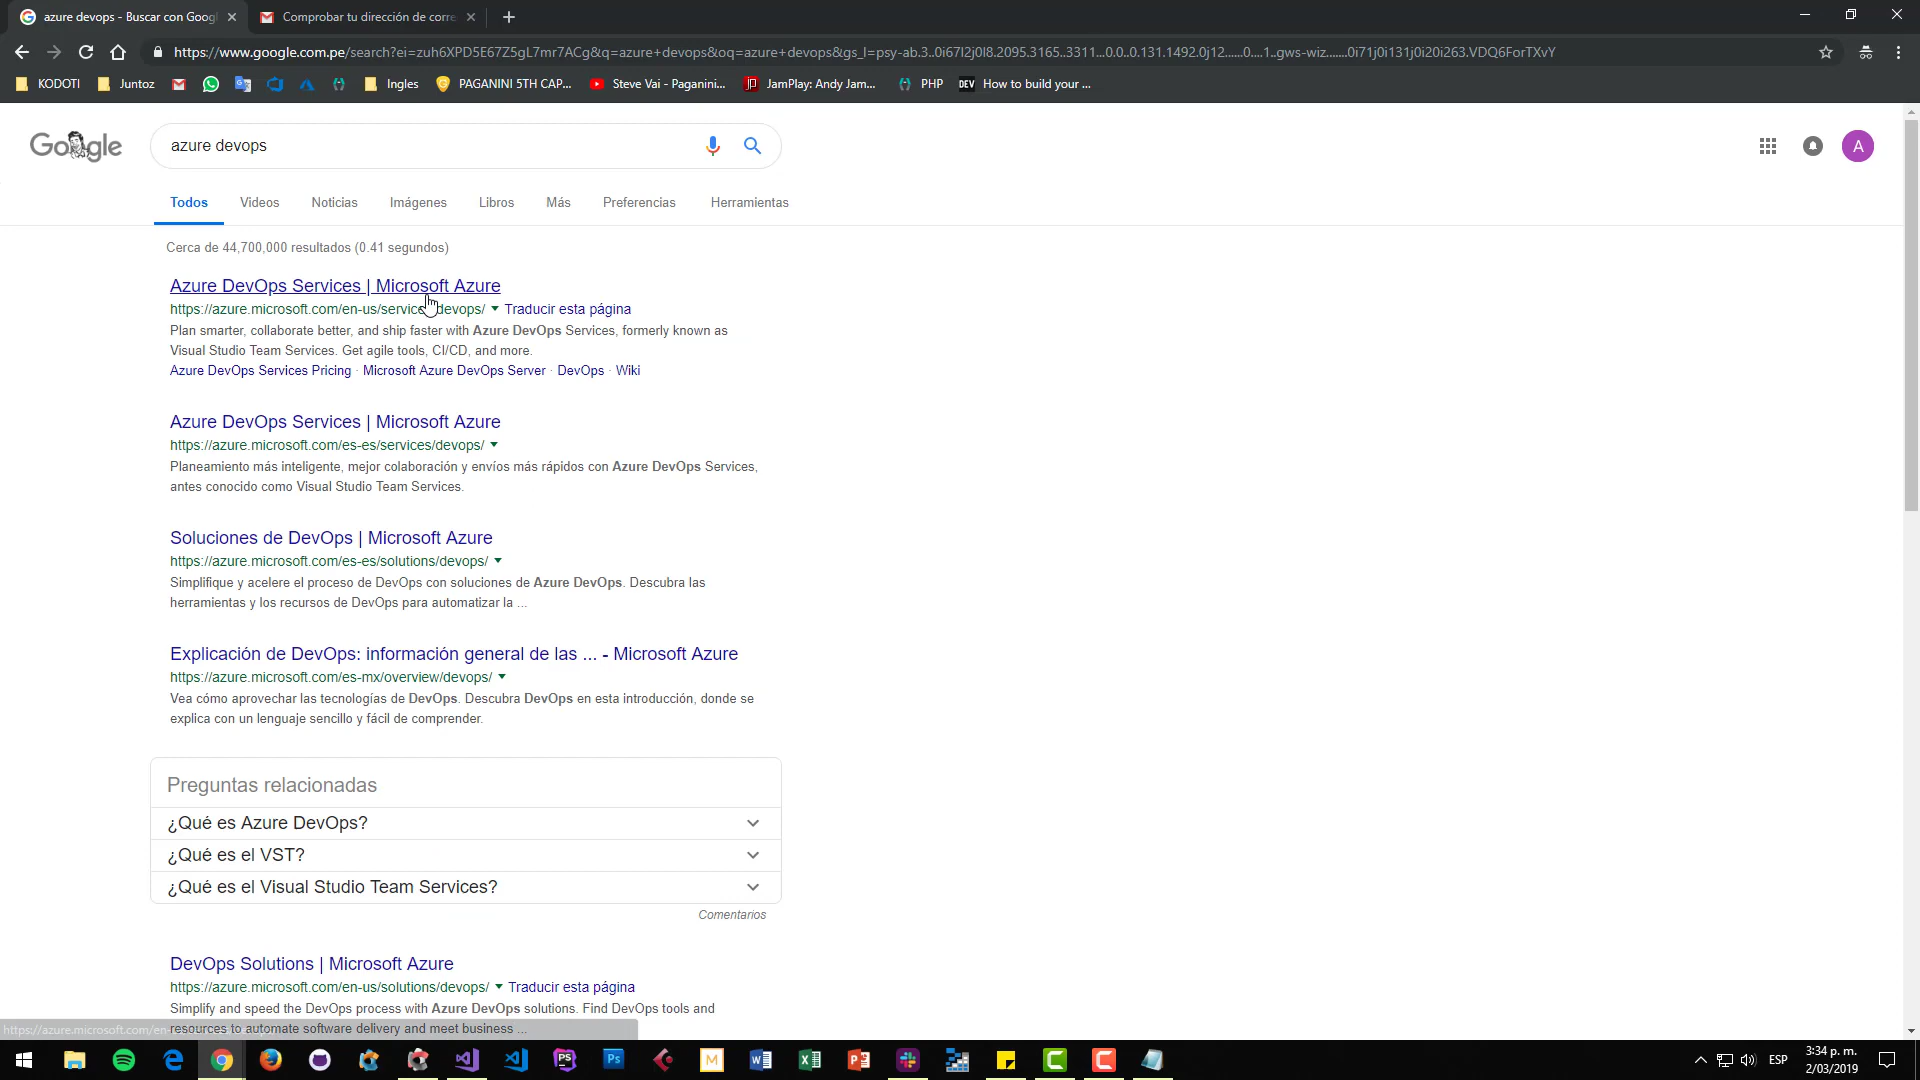 azure devops - Buscar con Googl
Comprobar tu dirección de corre
https://www.google.com.pe/search?ei=zuh6XPD5E67Z5gL7mr7ACg&q=azure+devops&oq=azure+devops&gs_l=psy-ab.3..0i67l2j0l8.2095.3165..3311...0.0..0.131.1492.0j12......0....1..gws-wiz.......0i71j0i131j0i20i263.VDQ6ForTXvY
KODOTI
Juntoz
Ingles
PAGANINI 5TH CAP...
Steve Vai - Paganini...
JamPlay: Andy Jam...
PHP
DEV
How to build your ...
Google
azure devops
A
Todos
Videos
Noticias
Imágenes
Libros
Más
Preferencias
Herramientas
Cerca de 44,700,000 resultados (0.41 segundos)
Azure DevOps Services | Microsoft Azure
https://azure.microsoft.com/en-us/services/devops/ Traducir esta página
Plan smarter, collaborate better, and ship faster with Azure DevOps Services, formerly known as
Visual Studio Team Services. Get agile tools, CI/CD, and more.
Azure DevOps Services Pricing · Microsoft Azure DevOps Server · DevOps · Wiki
Azure DevOps Services | Microsoft Azure
https://azure.microsoft.com/es-es/services/devops/
Planeamiento más inteligente, mejor colaboración y envíos más rápidos con Azure DevOps Services,
antes conocido como Visual Studio Team Services.
Soluciones de DevOps | Microsoft Azure
https://azure.microsoft.com/es-es/solutions/devops/
Simplifique y acelere el proceso de DevOps con soluciones de Azure DevOps. Descubra las
herramientas y los recursos de DevOps para automatizar la ...
Explicación de DevOps: información general de las ... - Microsoft Azure
https://azure.microsoft.com/es-mx/overview/devops/
Vea cómo aprovechar las tecnologías de DevOps. Descubra DevOps en esta introducción, donde se
explica con un lenguaje sencillo y fácil de comprender.
Preguntas relacionadas
¿Qué es Azure DevOps?
¿Qué es el VST?
¿Qué es el Visual Studio Team Services?
Comentarios
DevOps Solutions | Microsoft Azure
https://azure.microsoft.com/en-us/solutions/devops/ Traducir esta página
Simplify and speed the DevOps process with Azure DevOps solutions. Find DevOps tools and
resources to automate software delivery and meet business ...
https://azure.microsoft.com/en-
ESP
3:34 p. m.
2/03/2019